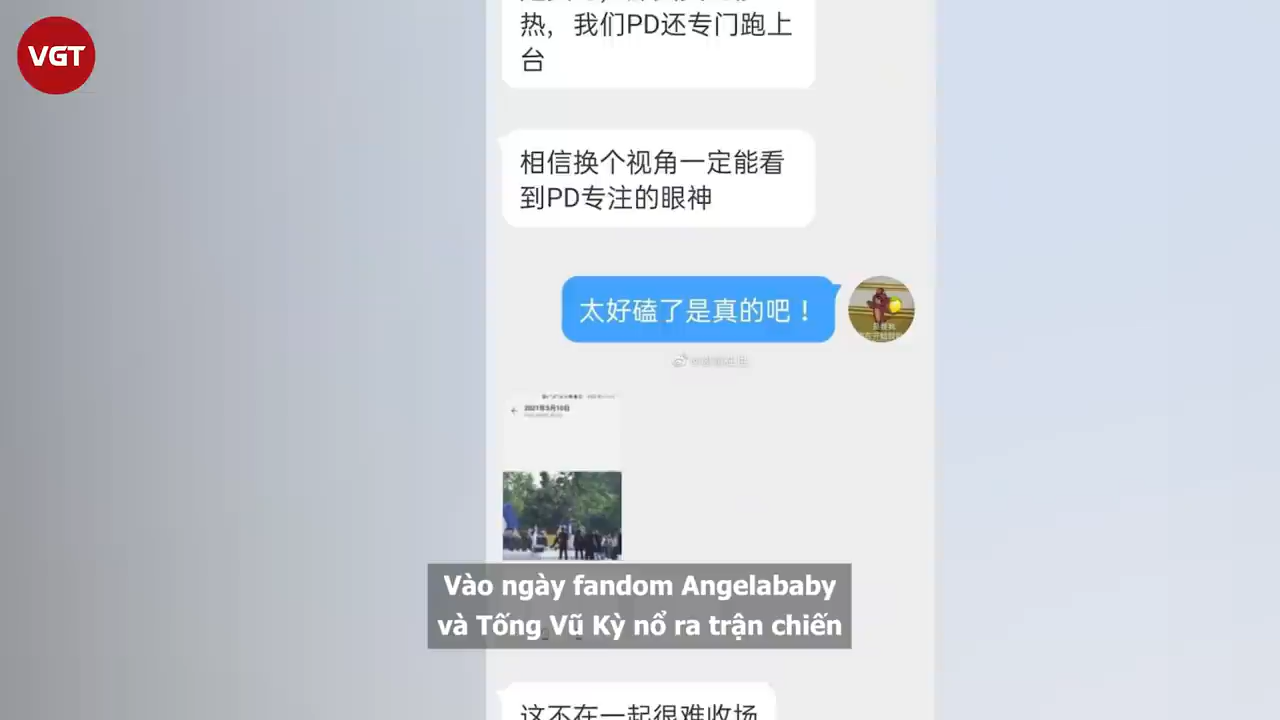 VGT
热，我们PD还专门跑上
台
相信换个视角一定能看
到PD专注的眼神
太好磕了是真的吧！
2021年5月10日
Vào ngày fandom Angelababy
và Tống Vũ Kỳ nổ ra trận chiến
这不在一起很难收场